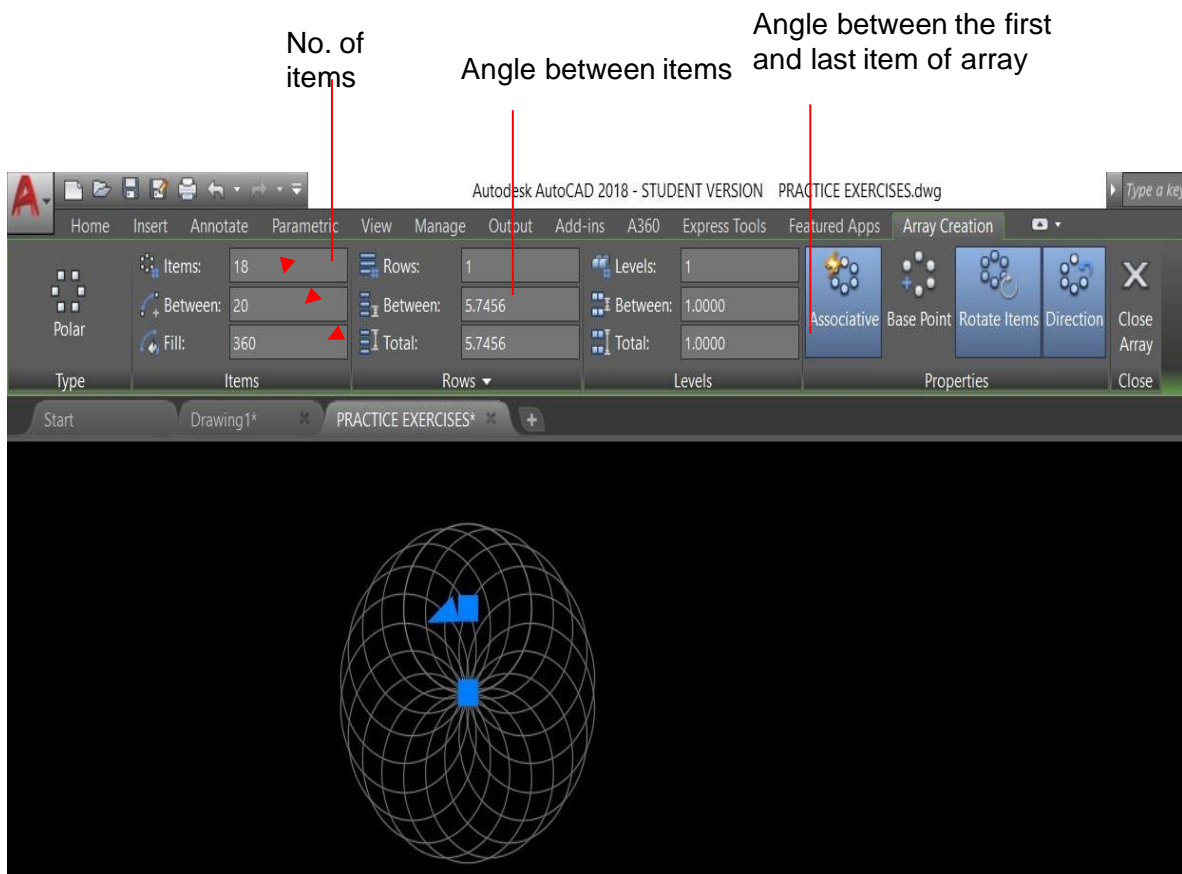 No. of
items
Angle between items
Angle between the first
and last item of array
Autodesk AutoCAD 2018 - STUDENT VERSION PRACTICE EXERCISES.dwg
Type a key
Home Insert Annotate Parametric View Manage Output Add-ins A360 Express Tools Featured Apps Array Creation
Polar
Type
Items: 18
Between: 20
Fill: 360
Items
Rows: 1
Between: 5.7456
Total: 5.7456
Rows
Levels: 1
Between: 1.0000
Total: 1.0000
Levels
Associative Base Point Rotate Items Direction
Properties
Close
Array
Close
Start Drawing1* PRACTICE EXERCISES*